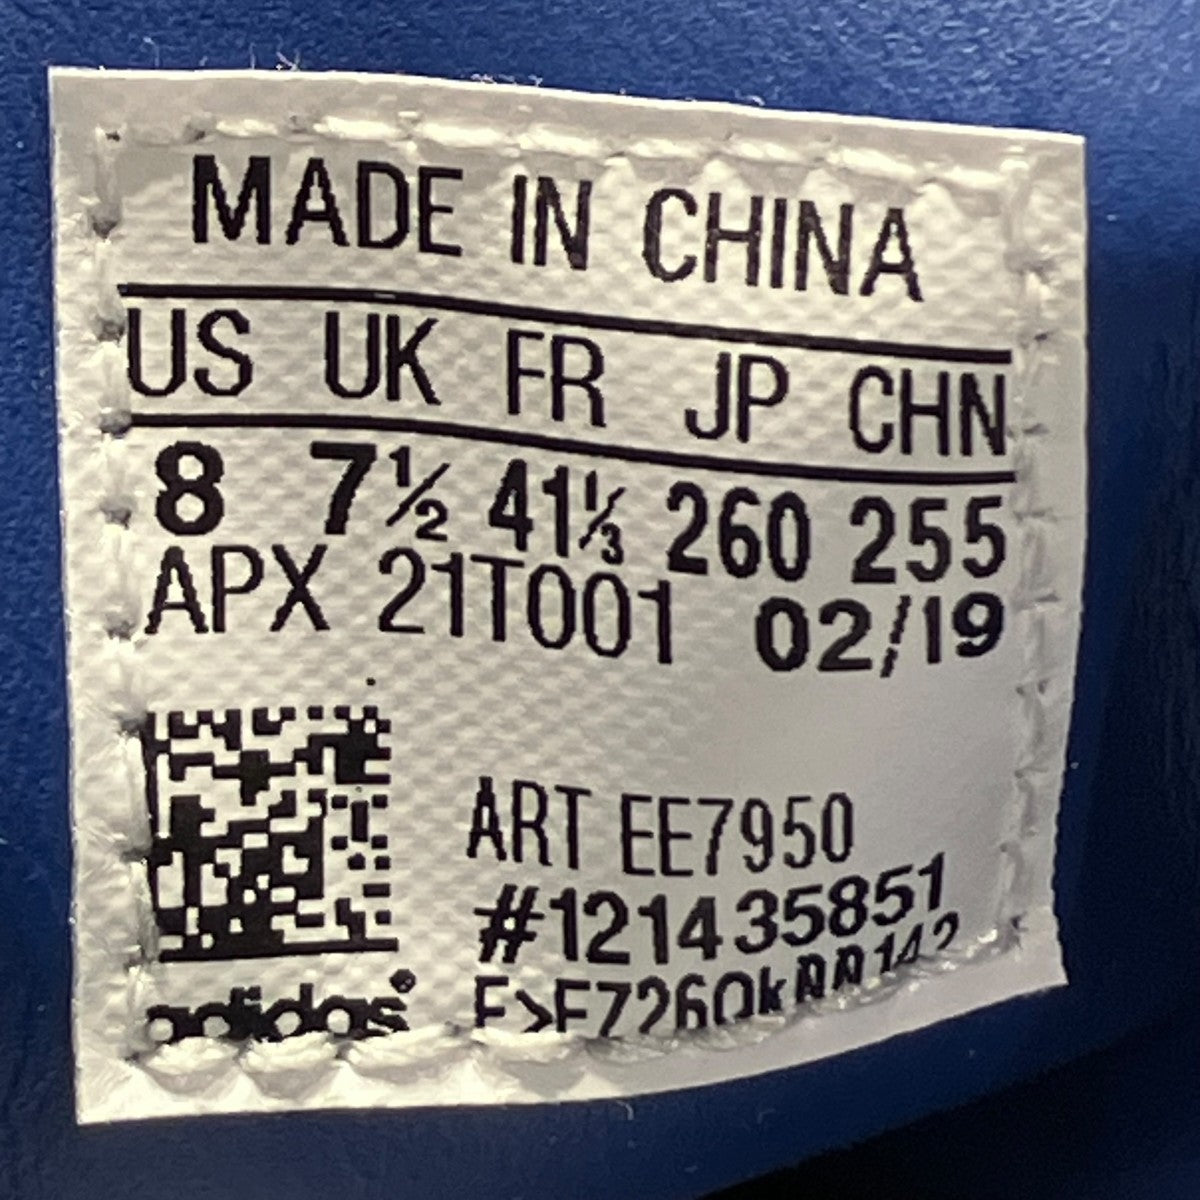 MADE IN CHINA
US UK FR JP CHN
8 7½ 41⅓ 260 255
APX 21T001 02/19
ART EE7950
#121435851
adidas®